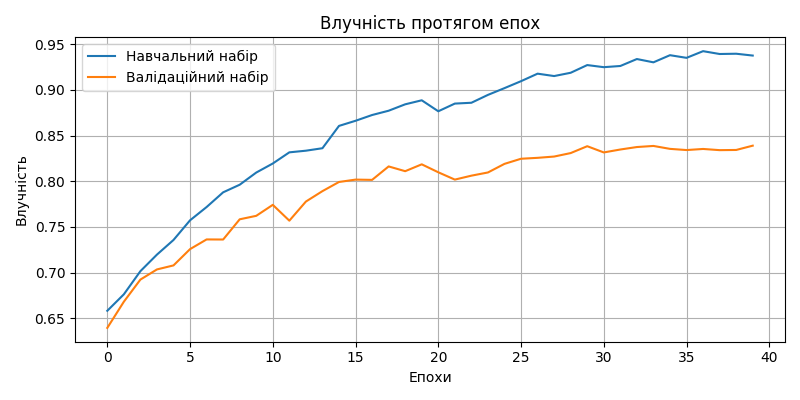 Влучність протягом епох
Навчальний набір
Валідаційний набір
Влучність
0.95
0.90
0.85
0.80
0.75
0.70
0.65
0 5 10 15 20 25 30 35 40
Епохи